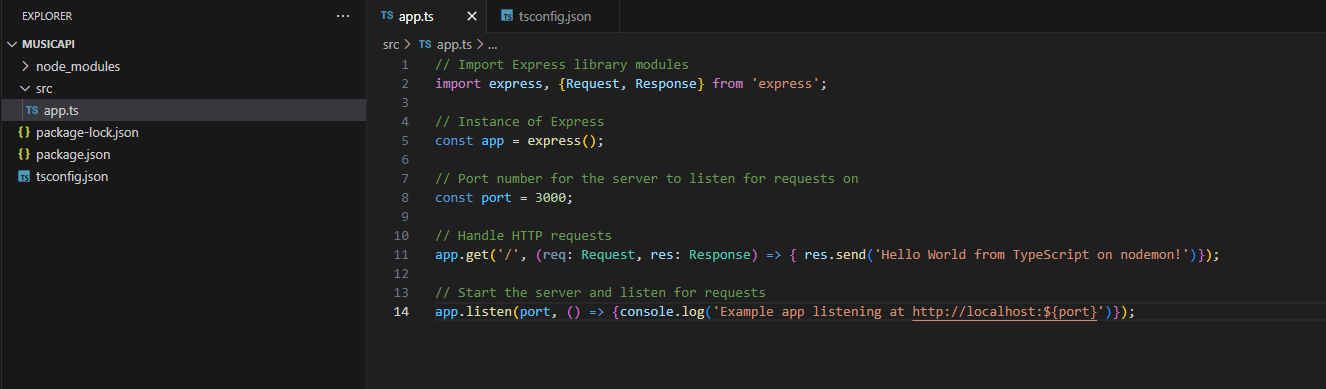 EXPLORER
...
MUSICAPI
node_modules
src
TS app.ts
{} package-lock.json
{} package.json
TS tsconfig.json
TS app.ts ×
TS tsconfig.json
src > TS app.ts > ...
1 // Import Express library modules
2 import express, {Request, Response} from 'express';
3
4 // Instance of Express
5 const app = express();
6
7 // Port number for the server to listen for requests on
8 const port = 3000;
9
10 // Handle HTTP requests
11 app.get('/', (req: Request, res: Response) => { res.send('Hello World from TypeScript on nodemon!')});
12
13 // Start the server and listen for requests
14 app.listen(port, () => {console.log('Example app listening at http://localhost:${port}')});